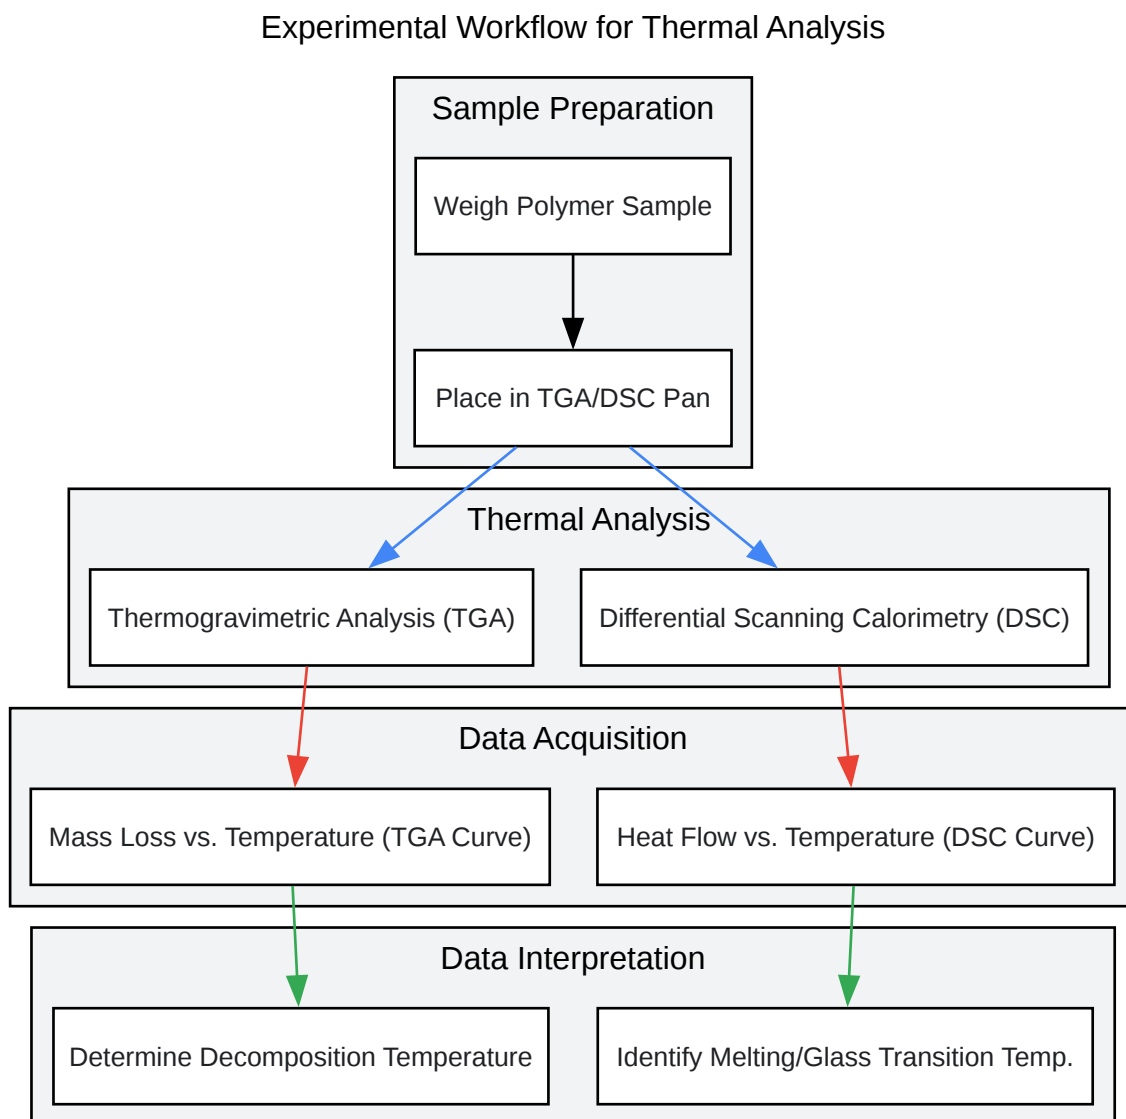 Experimental Workflow for Thermal Analysis
Sample Preparation
Weigh Polymer Sample
Place in TGA/DSC Pan
Thermal Analysis
Thermogravimetric Analysis (TGA)
Differential Scanning Calorimetry (DSC)
Data Acquisition
Mass Loss vs. Temperature (TGA Curve)
Heat Flow vs. Temperature (DSC Curve)
Data Interpretation
Determine Decomposition Temperature
Identify Melting/Glass Transition Temp.